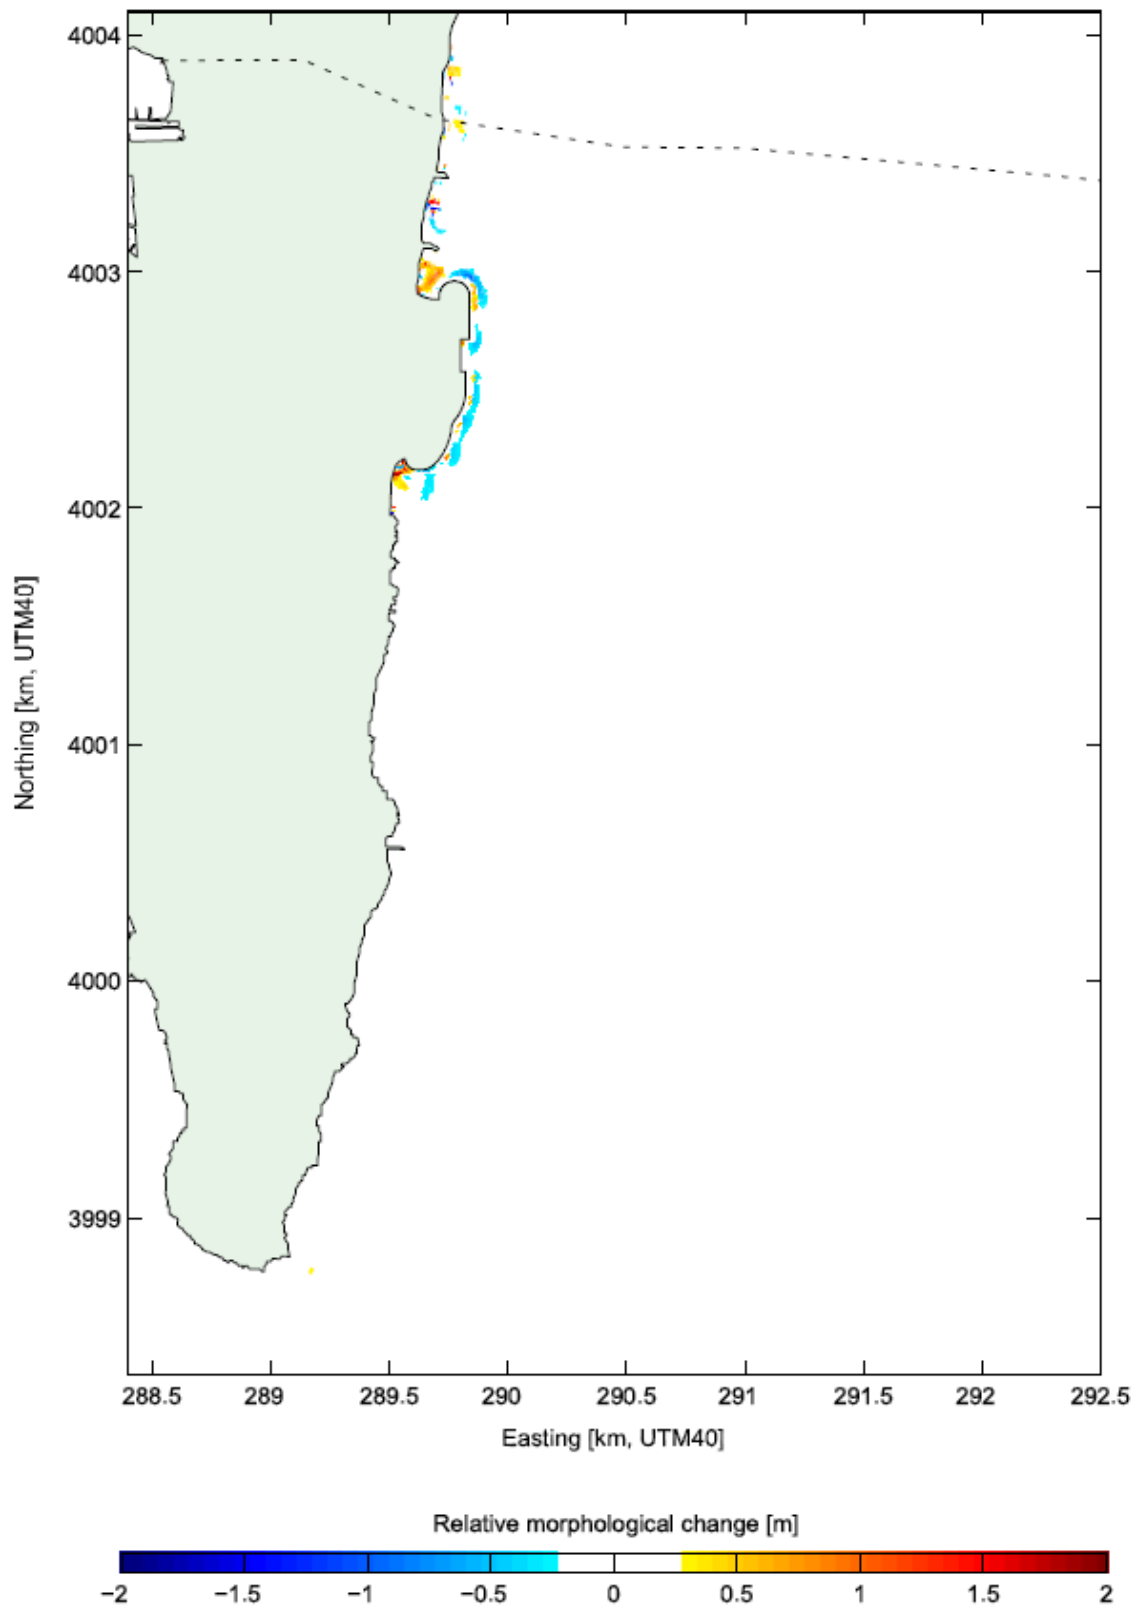 4004
4003
4002
4001
4000
3999
Northing [km, UTM40]
288.5 289 289.5 290 290.5 291 291.5 292 292.5
Easting [km, UTM40]
Relative morphological change [m]
−2 −1.5 −1 −0.5 0 0.5 1 1.5 2